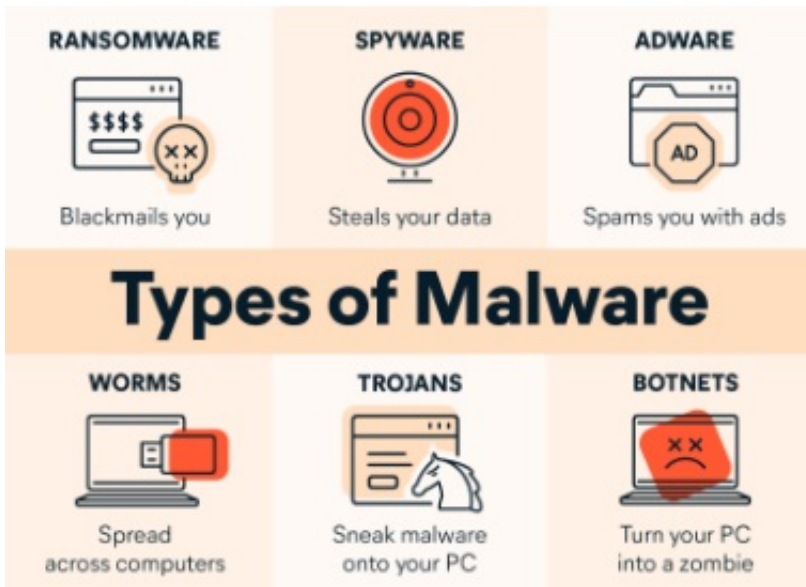 RANSOMWARE
SPYWARE
ADWARE
$$$$
AD
Blackmails you
Steals your data
Spams you with ads
Types of Malware
WORMS
TROJANS
BOTNETS
Spread
across computers
Sneak malware
onto your PC
Turn your PC
into a zombie